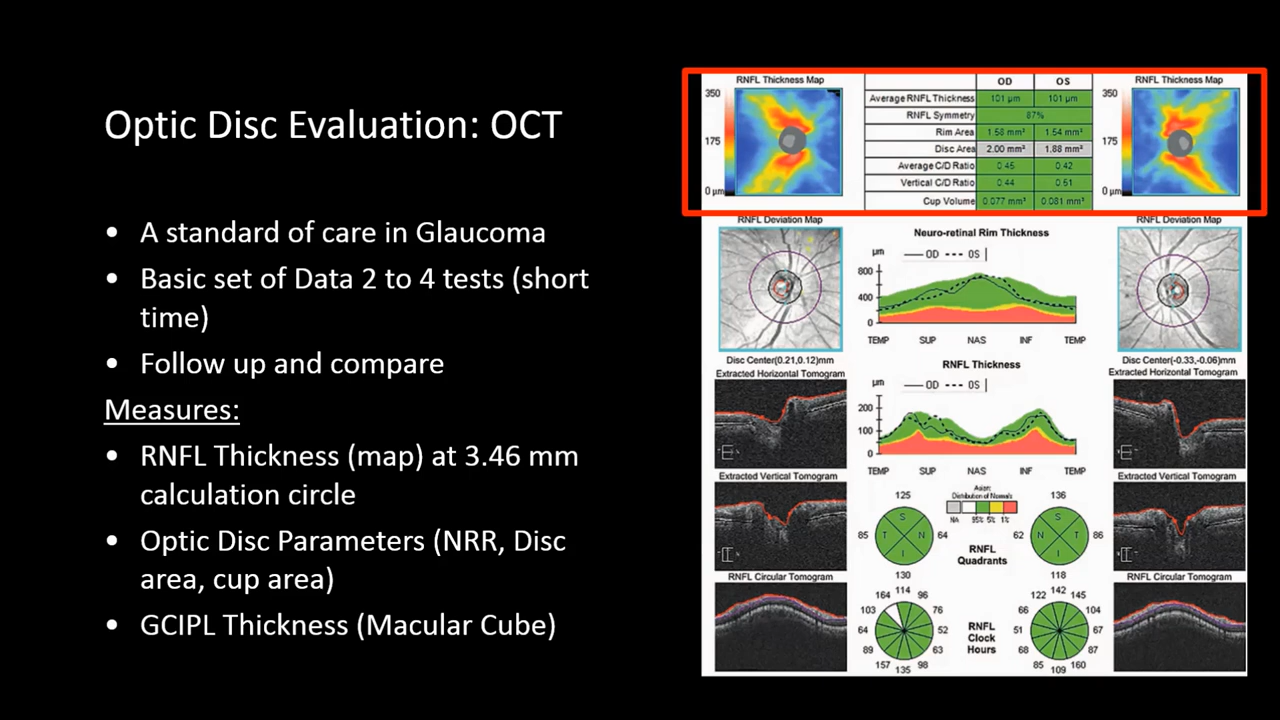 Optic Disc Evaluation: OCT
• A standard of care in Glaucoma
• Basic set of Data 2 to 4 tests (short
time)
• Follow up and compare
Measures:
• RNFL Thickness (map) at 3.46 mm
calculation circle
• Optic Disc Parameters (NRR, Disc
area, cup area)
• GCIPL Thickness (Macular Cube)
RNFL Thickness Map
350
175
0 µm
OD OS
Average RNFL Thickness 101 µm 101 µm
RNFL Symmetry 87%
Rim Area 1.58 mm² 1.54 mm²
Disc Area 2.00 mm² 1.88 mm²
Average C/D Ratio 0.45 0.42
Vertical C/D Ratio 0.44 0.51
Cup Volume 0.077 mm³ 0.081 mm³
RNFL Thickness Map
350
175
0 µm
RNFL Deviation Map
Disc Center(0.21,0.12)mm
Extracted Horizontal Tomogram
Extracted Vertical Tomogram
RNFL Circular Tomogram
Neuro-retinal Rim Thickness
µm
OD OS
800
400
0
TEMP SUP NAS INF TEMP
RNFL Thickness
µm
OD OS
200
100
0
TEMP SUP NAS INF TEMP
Asian:
Distribution of Normals
NA 95% 5% 1%
125
85 S T N I 64
130
136
62 S N T I 86
118
RNFL
Quadrants
114
164 96
103 76
64 52
89 63
157 98
135
RNFL
Clock
Hours
142
122 145
66 104
51 67
68 87
85 160
109
RNFL Deviation Map
Disc Center(-0.33,-0.06)mm
Extracted Horizontal Tomogram
Extracted Vertical Tomogram
RNFL Circular Tomogram